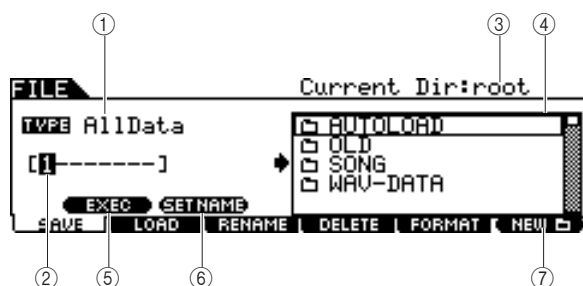 ① ③ ④
FILE Current Dir:root
TYPE AllData
[1--------]
AUTOLOAD
OLD
SONG
WAV-DATA
EXEC SET NAME
SAVE LOAD RENAME DELETE FORMAT NEW
② ⑤ ⑥ ⑦